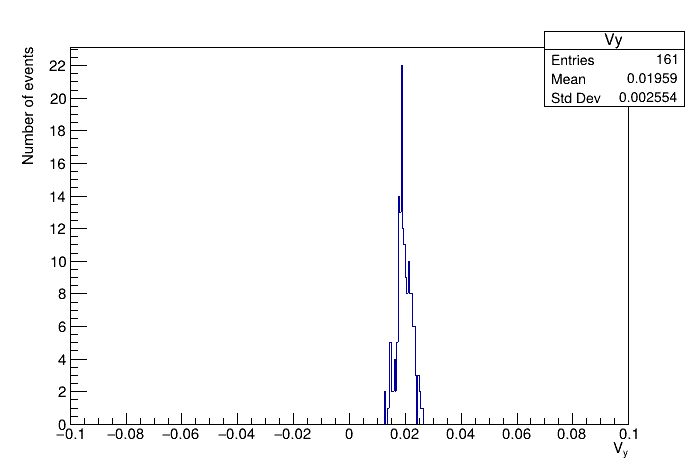 Vy
Entries 161
Mean 0.01959
Std Dev 0.002554
Number of events
22
20
18
16
14
12
10
8
6
4
2
0
−0.1 −0.08 −0.06 −0.04 −0.02 0 0.02 0.04 0.06 0.08 0.1
Vy